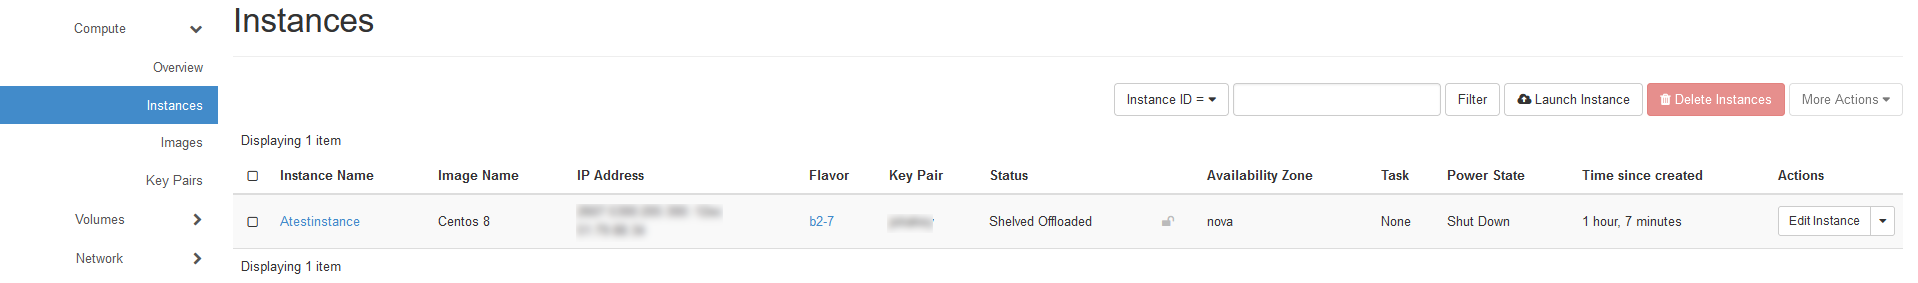 Instances
Compute
Overview
Instances
Images
Key Pairs
Volumes
Network
Instance ID =
Filter
Launch Instance
Delete Instances
More Actions
Displaying 1 item
Instance Name Image Name IP Address Flavor Key Pair Status Availability Zone Task Power State Time since created Actions
Atestinstance Centos 8 b2-7 Shelved Offloaded nova None Shut Down 1 hour, 7 minutes Edit Instance
Displaying 1 item